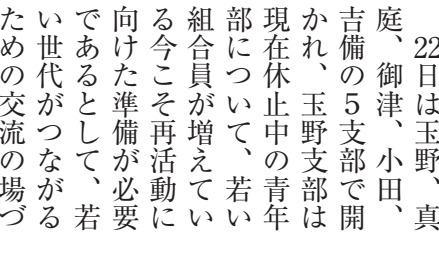 22日は玉野、真
庭、御津、小田、
吉備の５支部で開
かれ、玉野支部は
現在休止中の青年
部について、若い
組合員が増えてい
る今こそ再活動に
向けた準備が必要
であるとして、若
い世代がつながる
ための交流の場づ